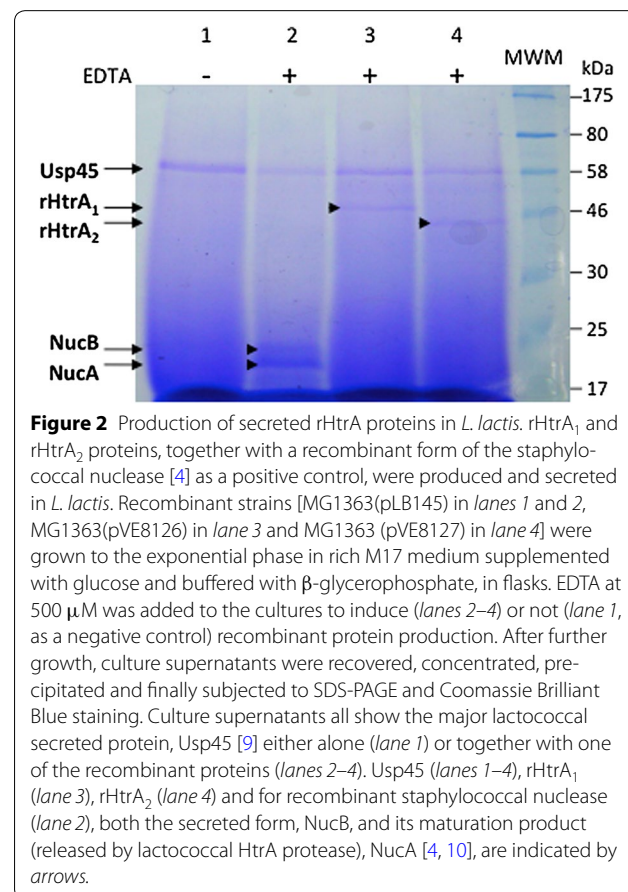 1 2 3 4
MWM kDa
EDTA - + + +
175
80
Usp45 58
rHtrA₁ 46
rHtrA₂
30
25
NucB
NucA
17
Figure 2 Production of secreted rHtrA proteins in L. lactis. rHtrA₁ and
rHtrA₂ proteins, together with a recombinant form of the staphylo-
coccal nuclease [4] as a positive control, were produced and secreted
in L. lactis. Recombinant strains [MG1363(pLB145) in lanes 1 and 2,
MG1363(pVE8126) in lane 3 and MG1363 (pVE8127) in lane 4] were
grown to the exponential phase in rich M17 medium supplemented
with glucose and buffered with β-glycerophosphate, in flasks. EDTA at
500 μM was added to the cultures to induce (lanes 2–4) or not (lane 1,
as a negative control) recombinant protein production. After further
growth, culture supernatants were recovered, concentrated, pre-
cipitated and finally subjected to SDS-PAGE and Coomassie Brilliant
Blue staining. Culture supernatants all show the major lactococcal
secreted protein, Usp45 [9] either alone (lane 1) or together with one
of the recombinant proteins (lanes 2–4). Usp45 (lanes 1–4), rHtrA₁
(lane 3), rHtrA₂ (lane 4) and for recombinant staphylococcal nuclease
(lane 2), both the secreted form, NucB, and its maturation product
(released by lactococcal HtrA protease), NucA [4, 10], are indicated by
arrows.